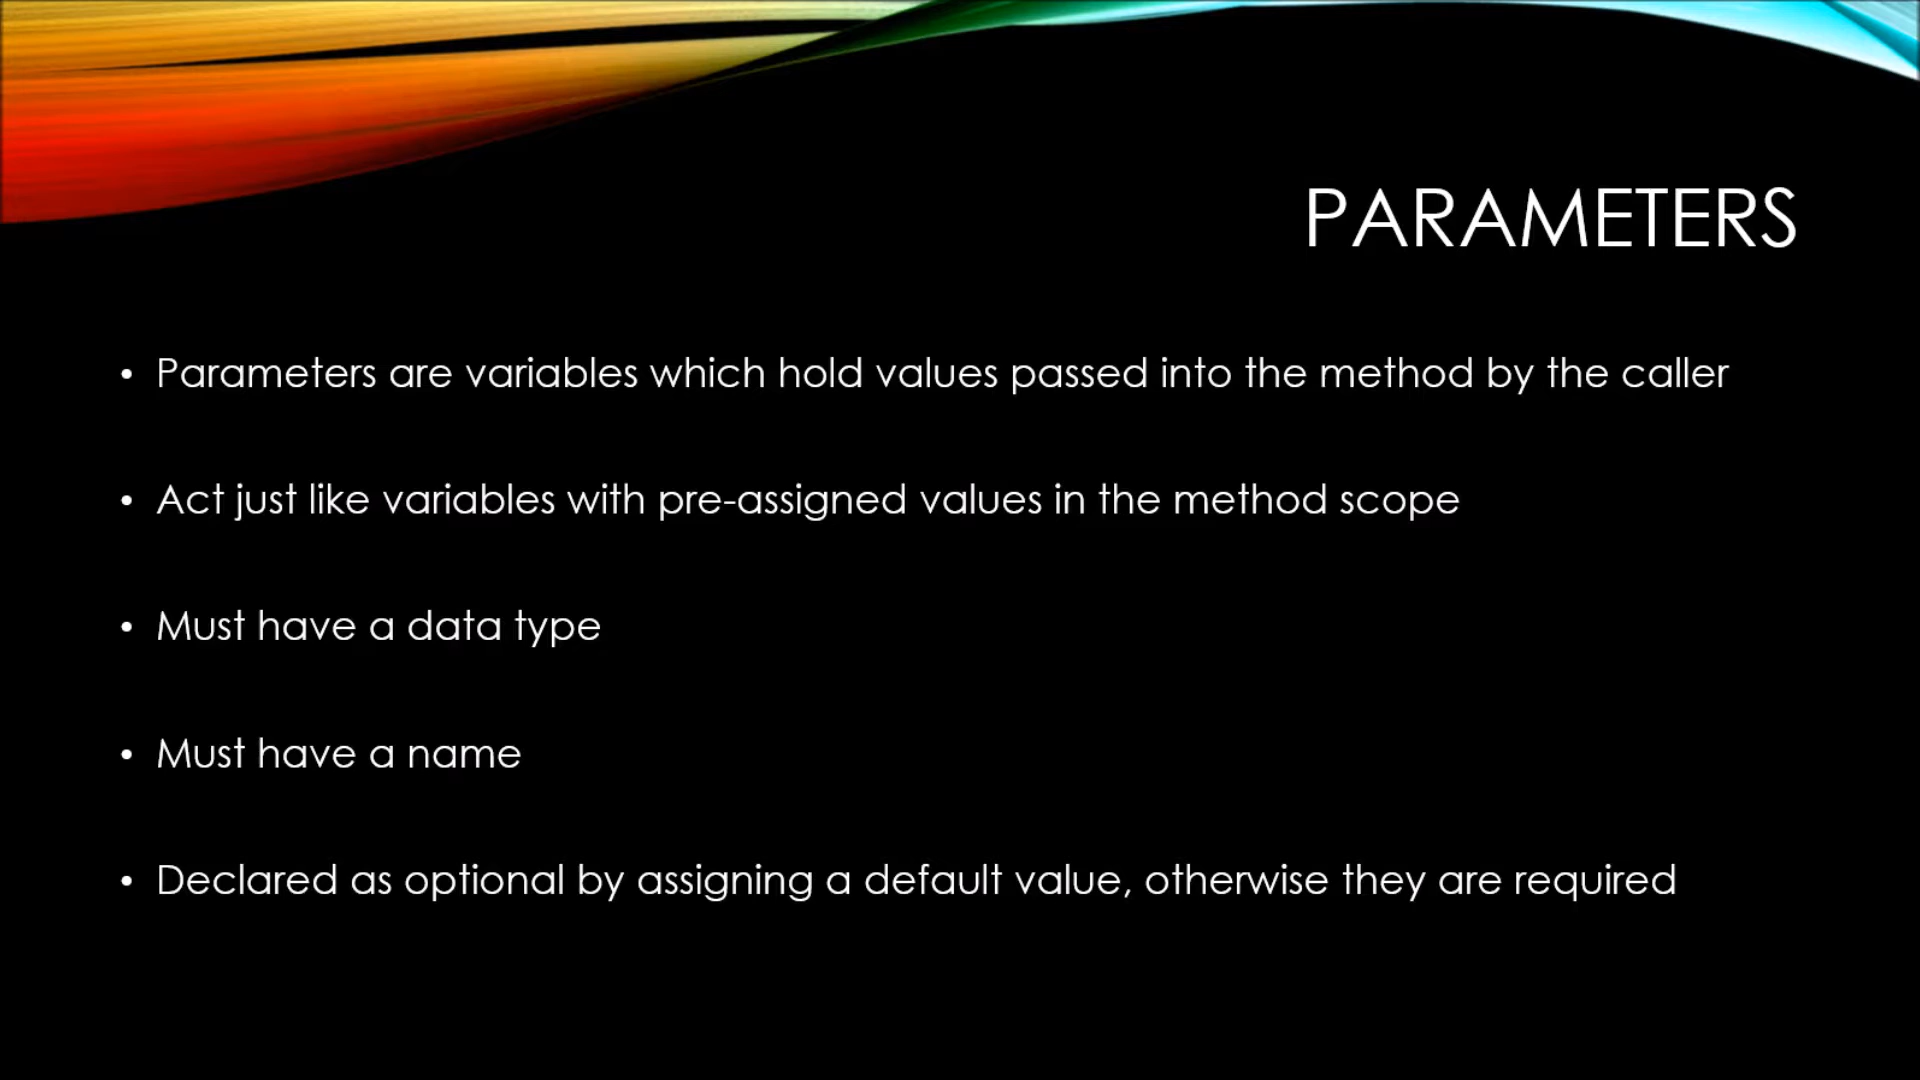 PARAMETERS
• Parameters are variables which hold values passed into the method by the caller
• Act just like variables with pre-assigned values in the method scope
• Must have a data type
• Must have a name
• Declared as optional by assigning a default value, otherwise they are required